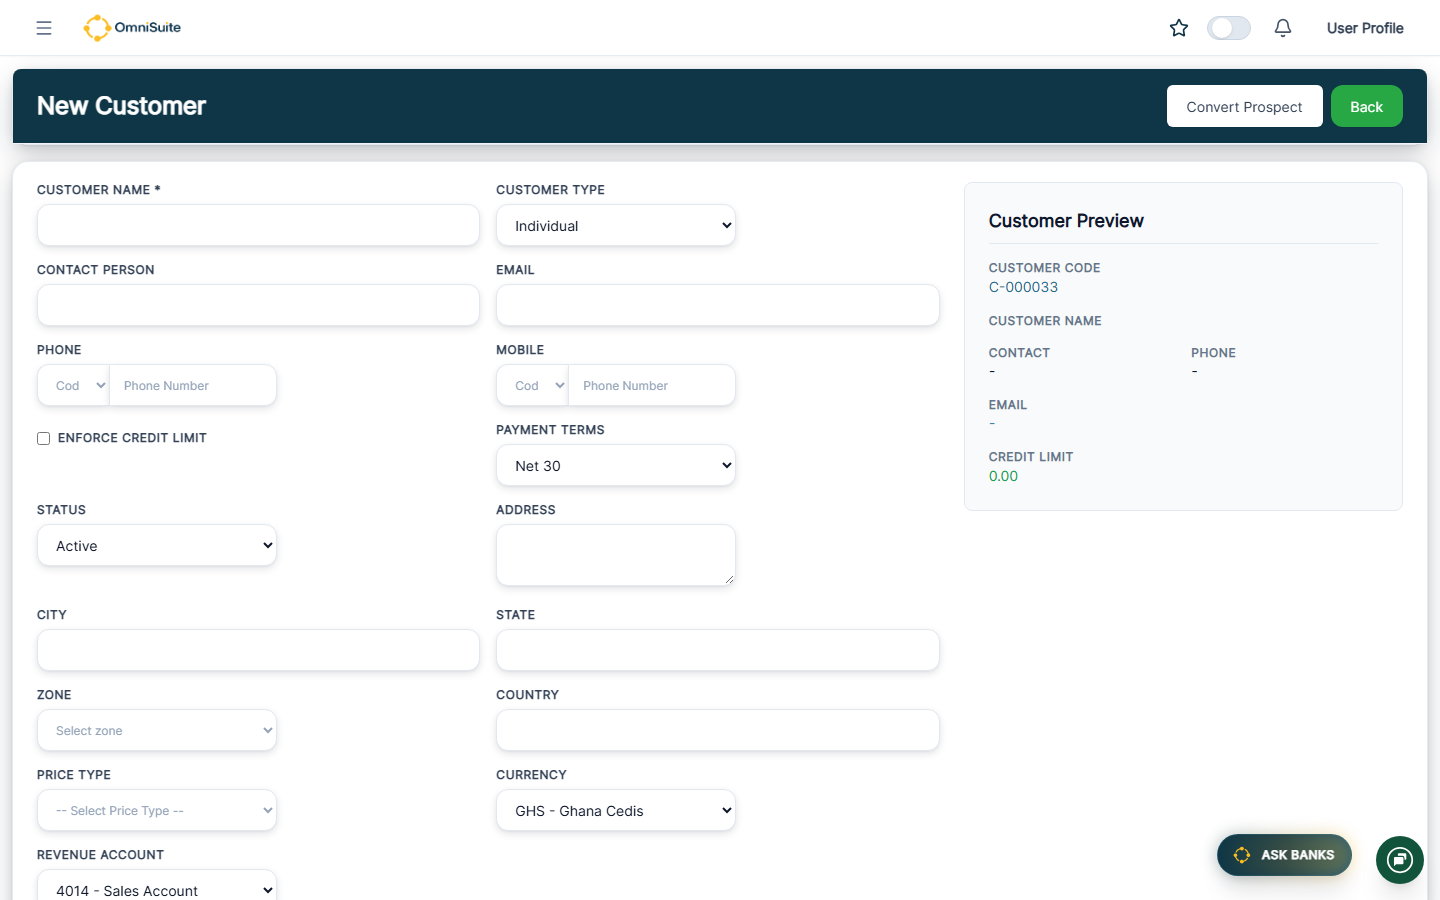 OmniSuite
User Profile
New Customer
Convert Prospect
Back
CUSTOMER NAME *
CUSTOMER TYPE
Individual
CONTACT PERSON
EMAIL
PHONE
Cod
Phone Number
MOBILE
Cod
Phone Number
ENFORCE CREDIT LIMIT
PAYMENT TERMS
Net 30
STATUS
Active
ADDRESS
CITY
STATE
ZONE
Select zone
COUNTRY
PRICE TYPE
-- Select Price Type --
CURRENCY
GHS - Ghana Cedis
REVENUE ACCOUNT
4014 - Sales Account
Customer Preview
CUSTOMER CODE
C-000033
CUSTOMER NAME
CONTACT
-
PHONE
-
EMAIL
-
CREDIT LIMIT
0.00
ASK BANKS